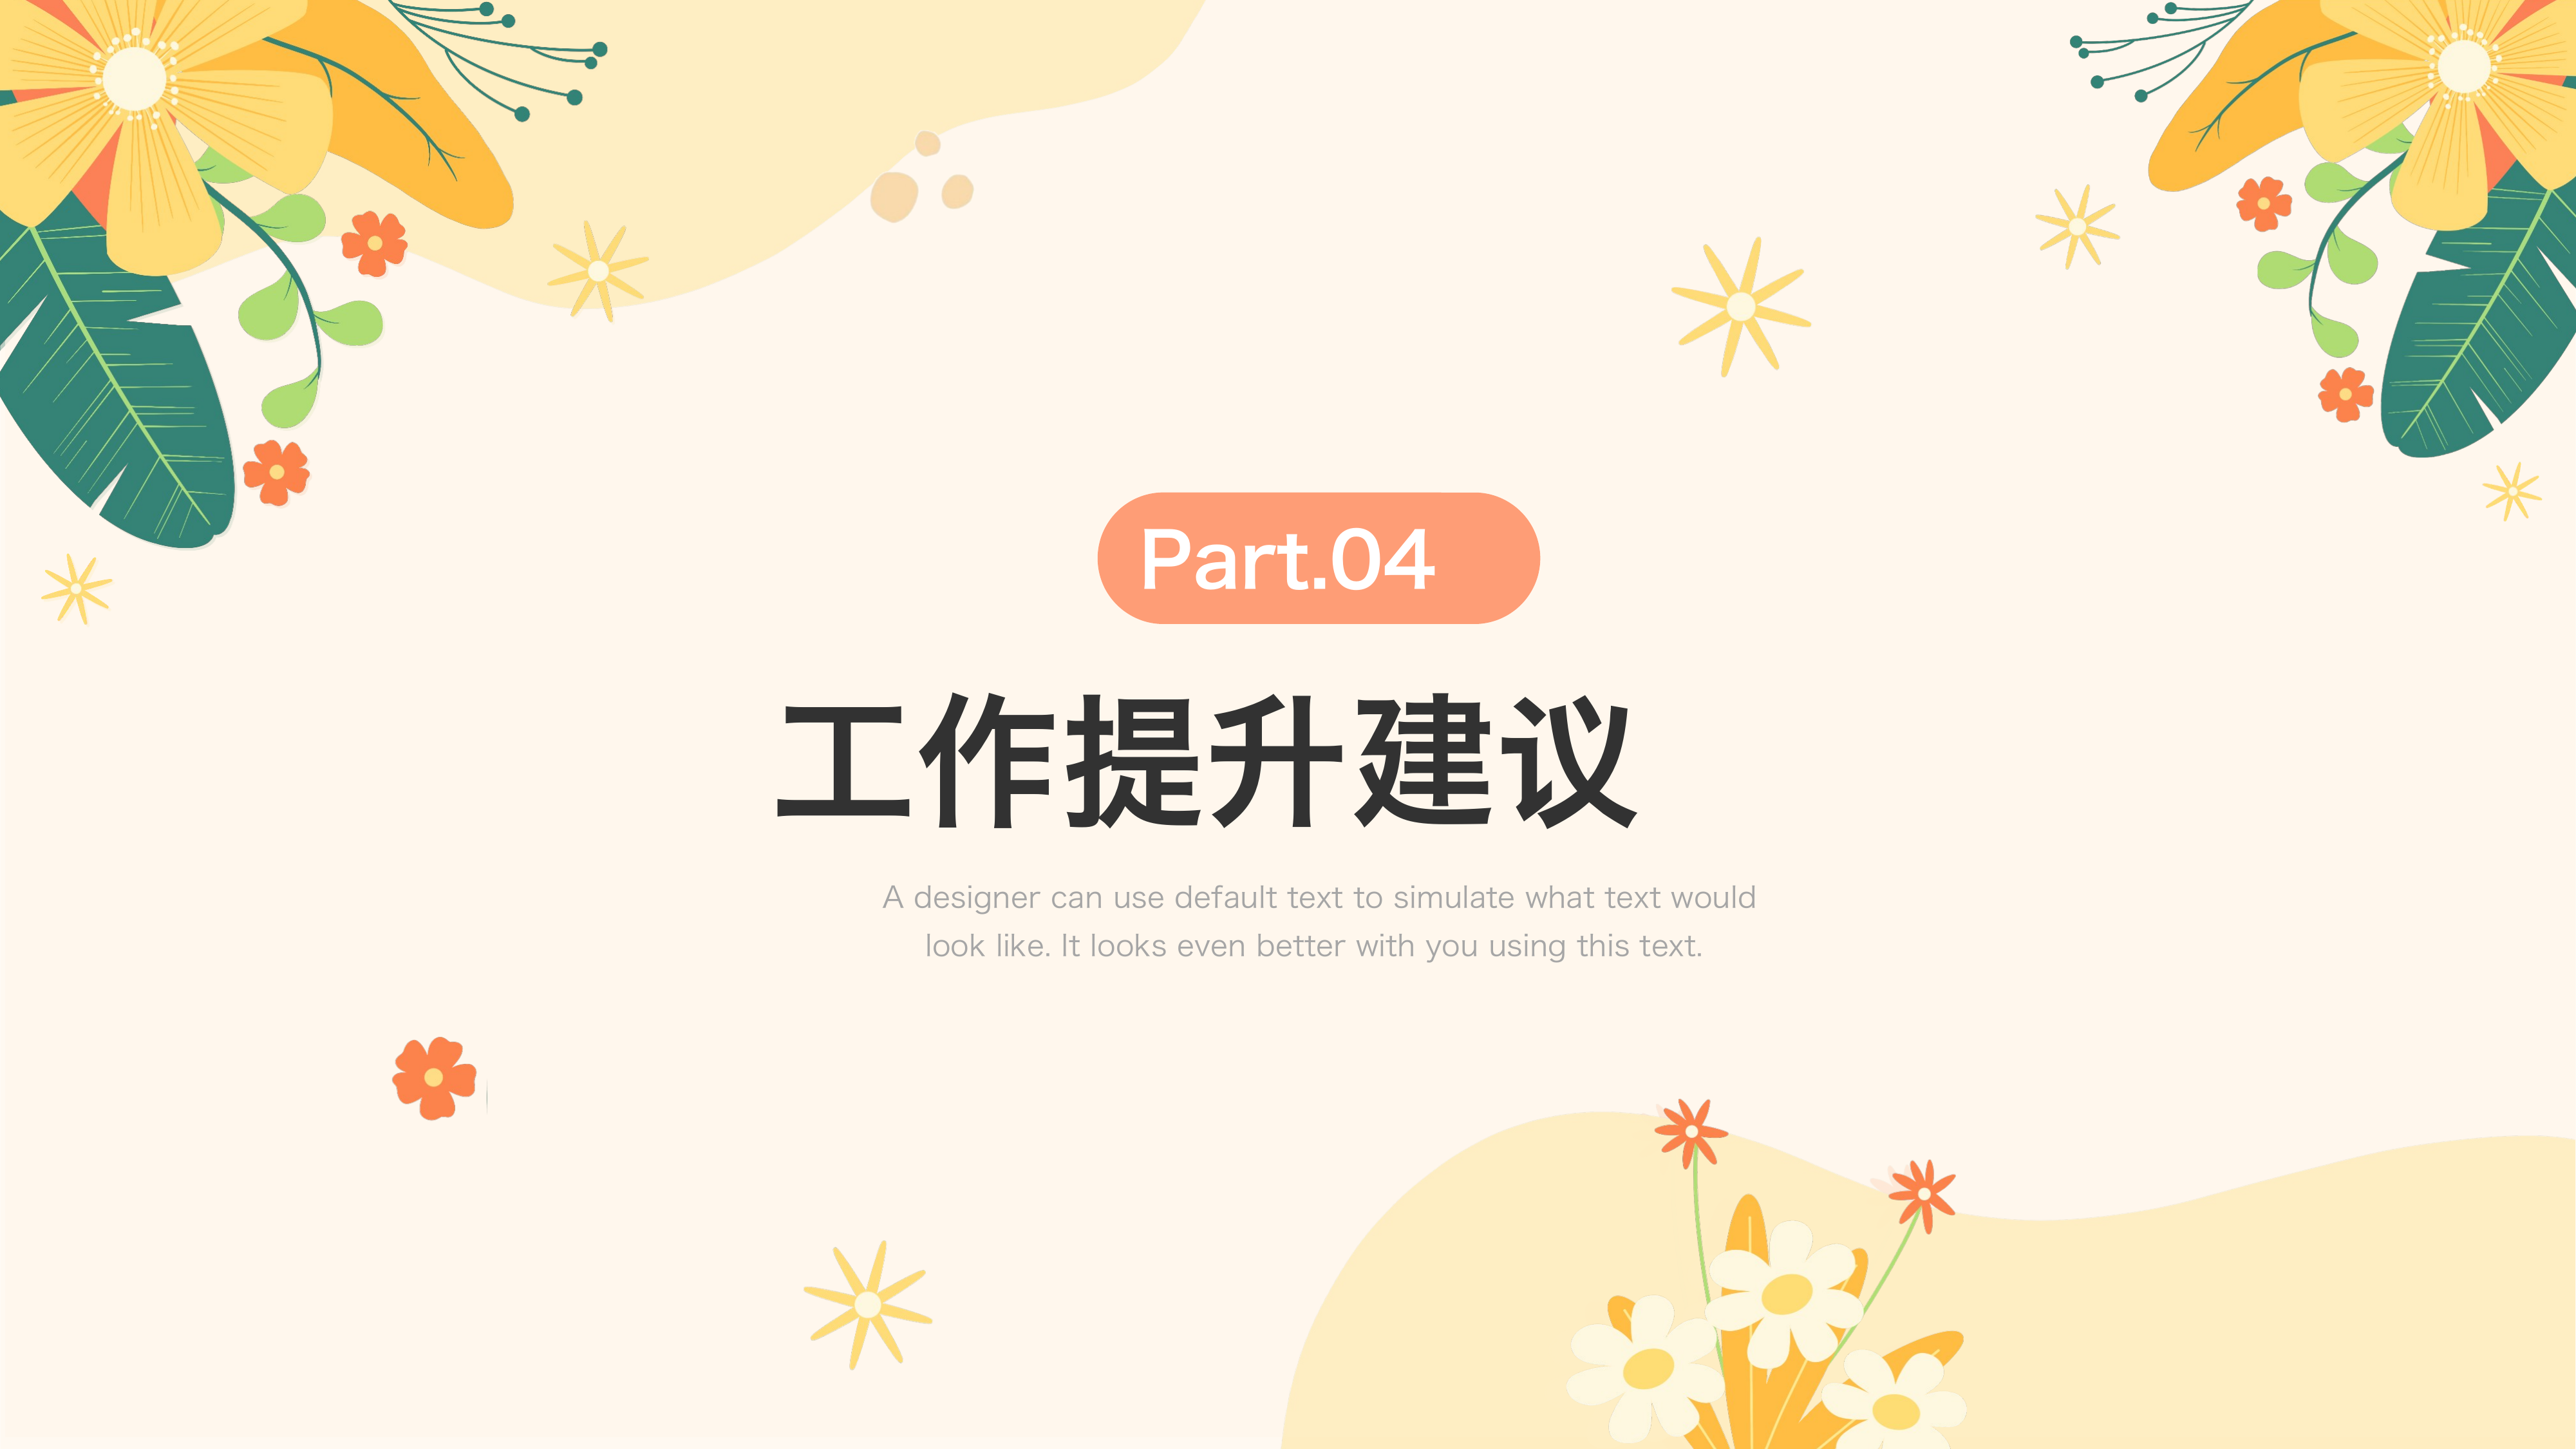 Part.04
工作提升建议
A designer can use default text to simulate what text would
look like. It looks even better with you using this text.